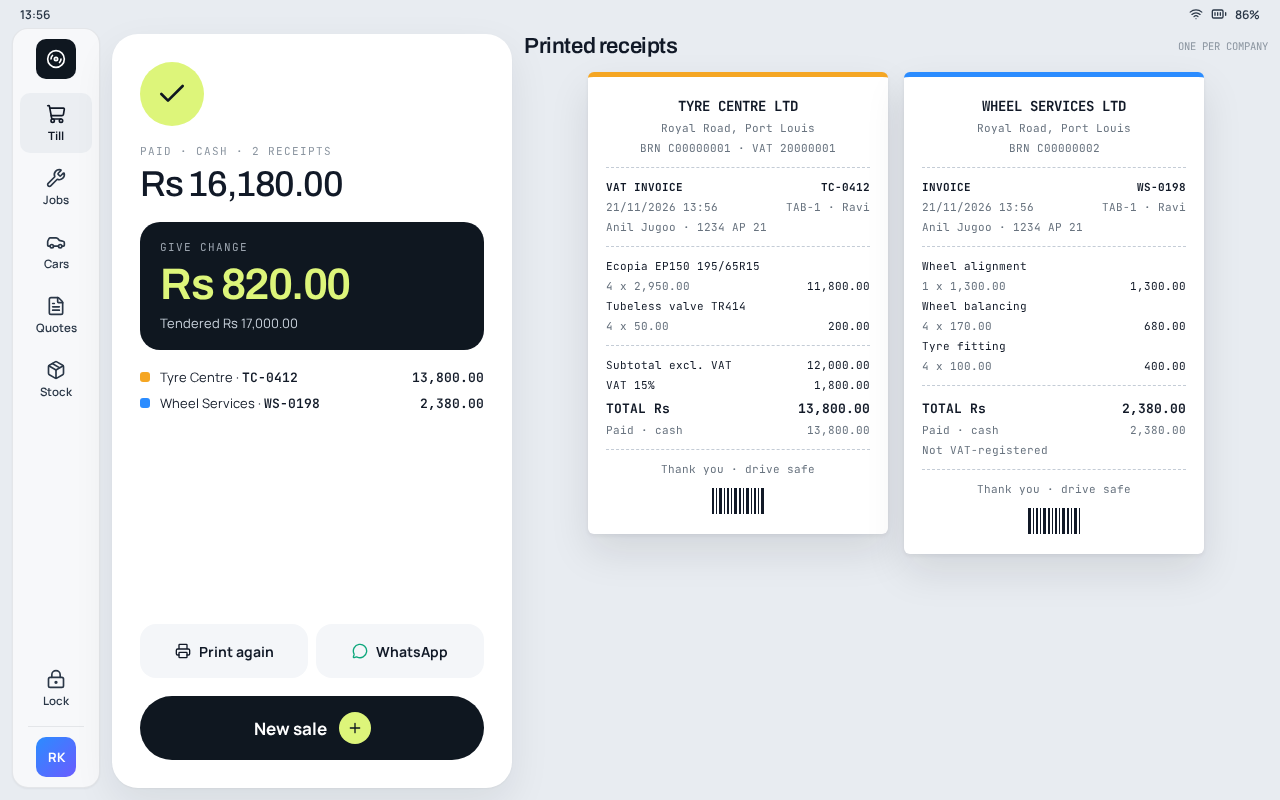 13:56
86%
Till
Jobs
Cars
Quotes
Stock
Lock
RK
PAID · CASH · 2 RECEIPTS
Rs 16,180.00
GIVE CHANGE
Rs 820.00
Tendered Rs 17,000.00
Tyre Centre · TC-0412 13,800.00
Wheel Services · WS-0198 2,380.00
Print again
WhatsApp
New sale
Printed receipts
ONE PER COMPANY
TYRE CENTRE LTD
Royal Road, Port Louis
BRN C00000001 · VAT 20000001
VAT INVOICE TC-0412
21/11/2026 13:56 TAB-1 · Ravi
Anil Jugoo · 1234 AP 21
Ecopia EP150 195/65R15
4 x 2,950.00 11,800.00
Tubeless valve TR414
4 x 50.00 200.00
Subtotal excl. VAT 12,000.00
VAT 15% 1,800.00
TOTAL Rs 13,800.00
Paid · cash 13,800.00
Thank you · drive safe
WHEEL SERVICES LTD
Royal Road, Port Louis
BRN C00000002
INVOICE WS-0198
21/11/2026 13:56 TAB-1 · Ravi
Anil Jugoo · 1234 AP 21
Wheel alignment
1 x 1,300.00 1,300.00
Wheel balancing
4 x 170.00 680.00
Tyre fitting
4 x 100.00 400.00
TOTAL Rs 2,380.00
Paid · cash 2,380.00
Not VAT-registered
Thank you · drive safe